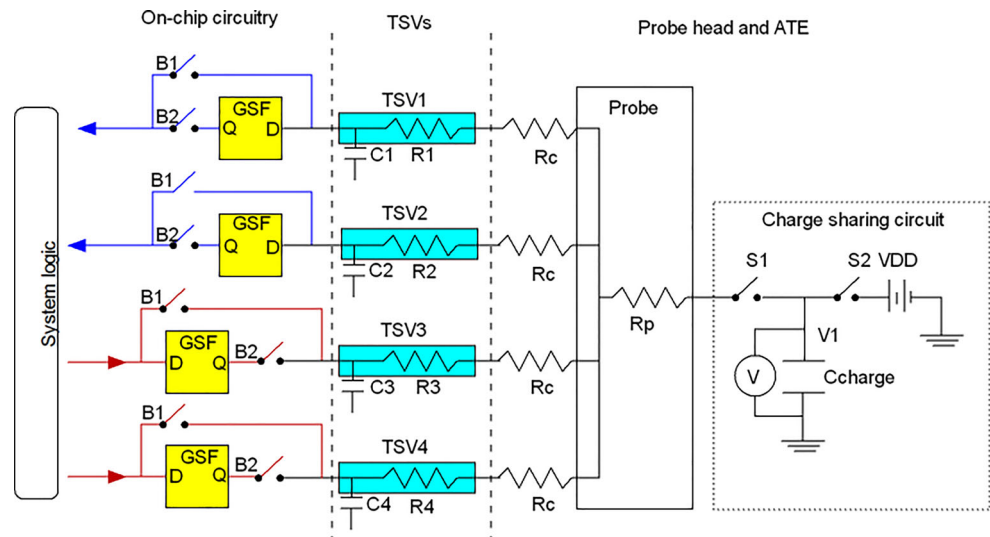 On-chip circuitry
TSVs
Probe head and ATE
System logic
B1
B2
GSF
Q
D
TSV1
C1
R1
Rc
Probe
B1
B2
GSF
Q
D
TSV2
C2
R2
Rc
B1
GSF
D
Q
B2
TSV3
C3
R3
Rc
B1
GSF
D
Q
B2
TSV4
C4
R4
Rc
Rp
Charge sharing circuit
S1
S2
VDD
V1
V
Ccharge